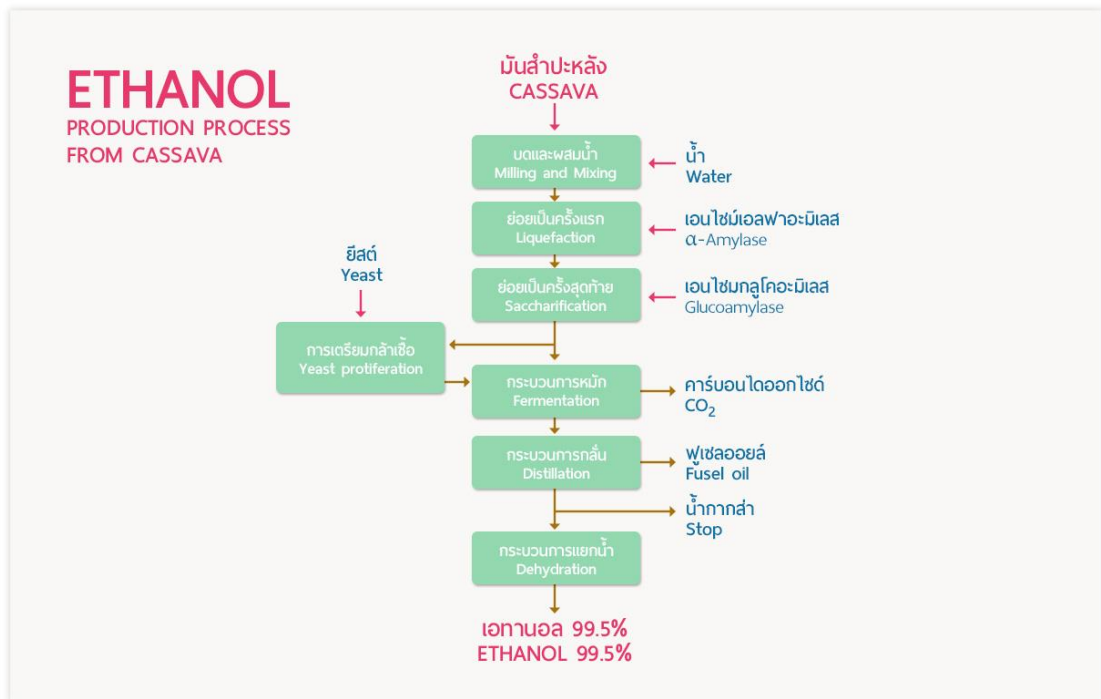 ETHANOL
PRODUCTION PROCESS
FROM CASSAVA
มันสำปะหลัง
CASSAVA
บดและผสมน้ำ
Milling and Mixing
น้ำ
Water
ย่อยเป็นครั้งแรก
Liquefaction
เอนไซม์เอลฟาอะมิเลส
α-Amylase
ยีสต์
Yeast
ย่อยเป็นครั้งสุดท้าย
Saccharification
เอนไซมกลูโคอะมิเลส
Glucoamylase
การเตรียมกล้าเชื้อ
Yeast protiferation
กระบวนการหมัก
Fermentation
คาร์บอนไดออกไซด์
CO₂
กระบวนการกลั่น
Distillation
ฟูเซลออยล์
Fusel oil
น้ำกากส่า
Stop
กระบวนการแยกน้ำ
Dehydration
เอทานอล 99.5%
ETHANOL 99.5%